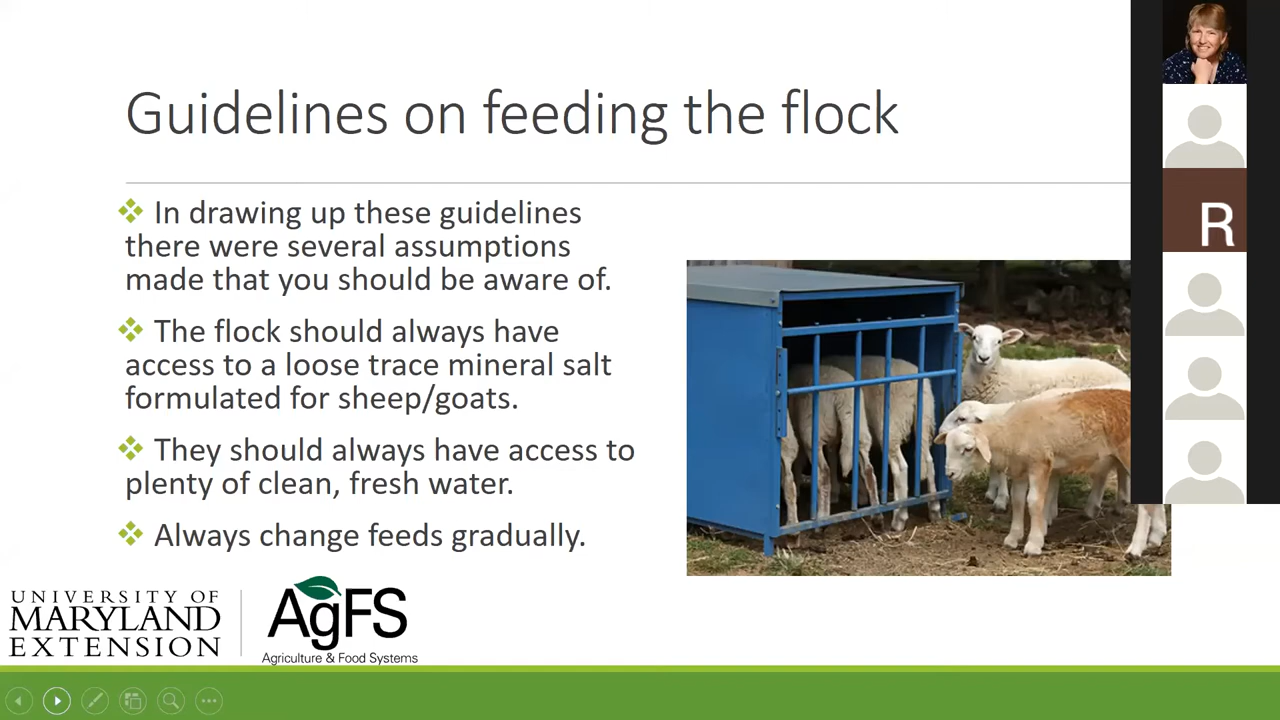 Guidelines on feeding the flock
In drawing up these guidelines
there were several assumptions
made that you should be aware of.
The flock should always have
access to a loose trace mineral salt
formulated for sheep/goats.
They should always have access to
plenty of clean, fresh water.
Always change feeds gradually.
UNIVERSITY OF
MARYLAND
EXTENSION
AgFS
Agriculture & Food Systems
R